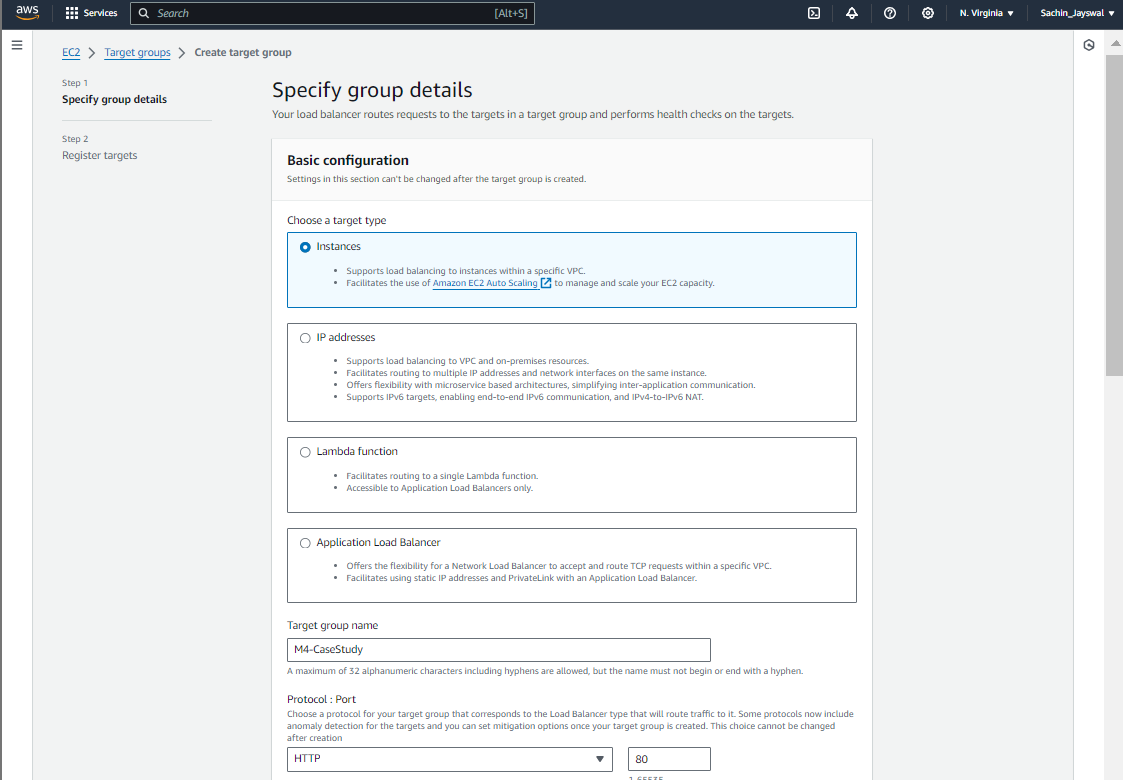 aws
Services
Search
[Alt+S]
N. Virginia
Sachin_Jayswal
EC2 > Target groups > Create target group
Step 1
Specify group details
Step 2
Register targets
Specify group details
Your load balancer routes requests to the targets in a target group and performs health checks on the targets.
Basic configuration
Settings in this section can't be changed after the target group is created.
Choose a target type
Instances
• Supports load balancing to instances within a specific VPC.
• Facilitates the use of Amazon EC2 Auto Scaling to manage and scale your EC2 capacity.
IP addresses
• Supports load balancing to VPC and on-premises resources.
• Facilitates routing to multiple IP addresses and network interfaces on the same instance.
• Offers flexibility with microservice based architectures, simplifying inter-application communication.
• Supports IPv6 targets, enabling end-to-end IPv6 communication, and IPv4-to-IPv6 NAT.
Lambda function
• Facilitates routing to a single Lambda function.
• Accessible to Application Load Balancers only.
Application Load Balancer
• Offers the flexibility for a Network Load Balancer to accept and route TCP requests within a specific VPC.
• Facilitates using static IP addresses and PrivateLink with an Application Load Balancer.
Target group name
M4-CaseStudy
A maximum of 32 alphanumeric characters including hyphens are allowed, but the name must not begin or end with a hyphen.
Protocol : Port
Choose a protocol for your target group that corresponds to the Load Balancer type that will route traffic to it. Some protocols now include
anomaly detection for the targets and you can set mitigation options once your target group is created. This choice cannot be changed
after creation
HTTP
80
1-65535